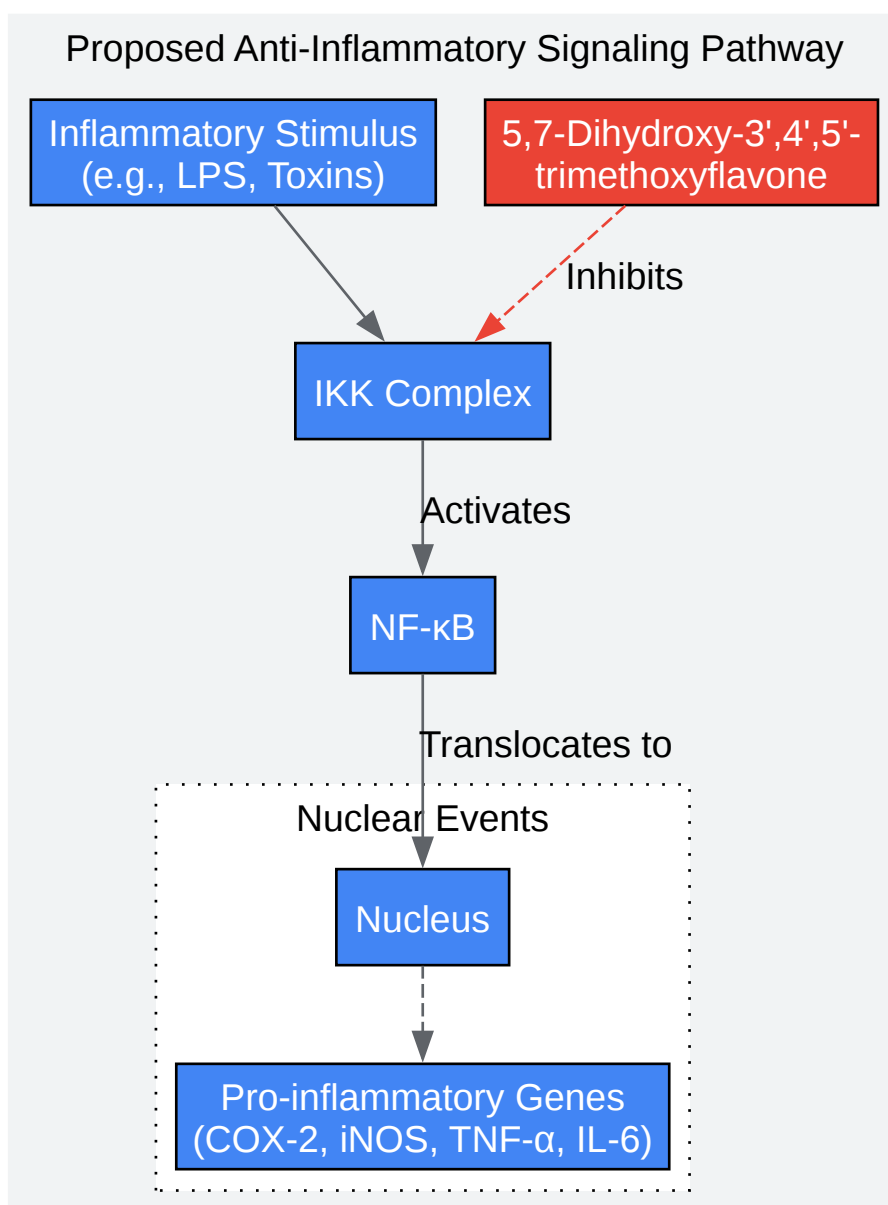 Proposed Anti-Inflammatory Signaling Pathway
Inflammatory Stimulus
(e.g., LPS, Toxins)
5,7-Dihydroxy-3',4',5'-
trimethoxyflavone
Inhibits
IKK Complex
Activates
NF-κB
Translocates to
Nuclear Events
Nucleus
Pro-inflammatory Genes
(COX-2, iNOS, TNF-α, IL-6)